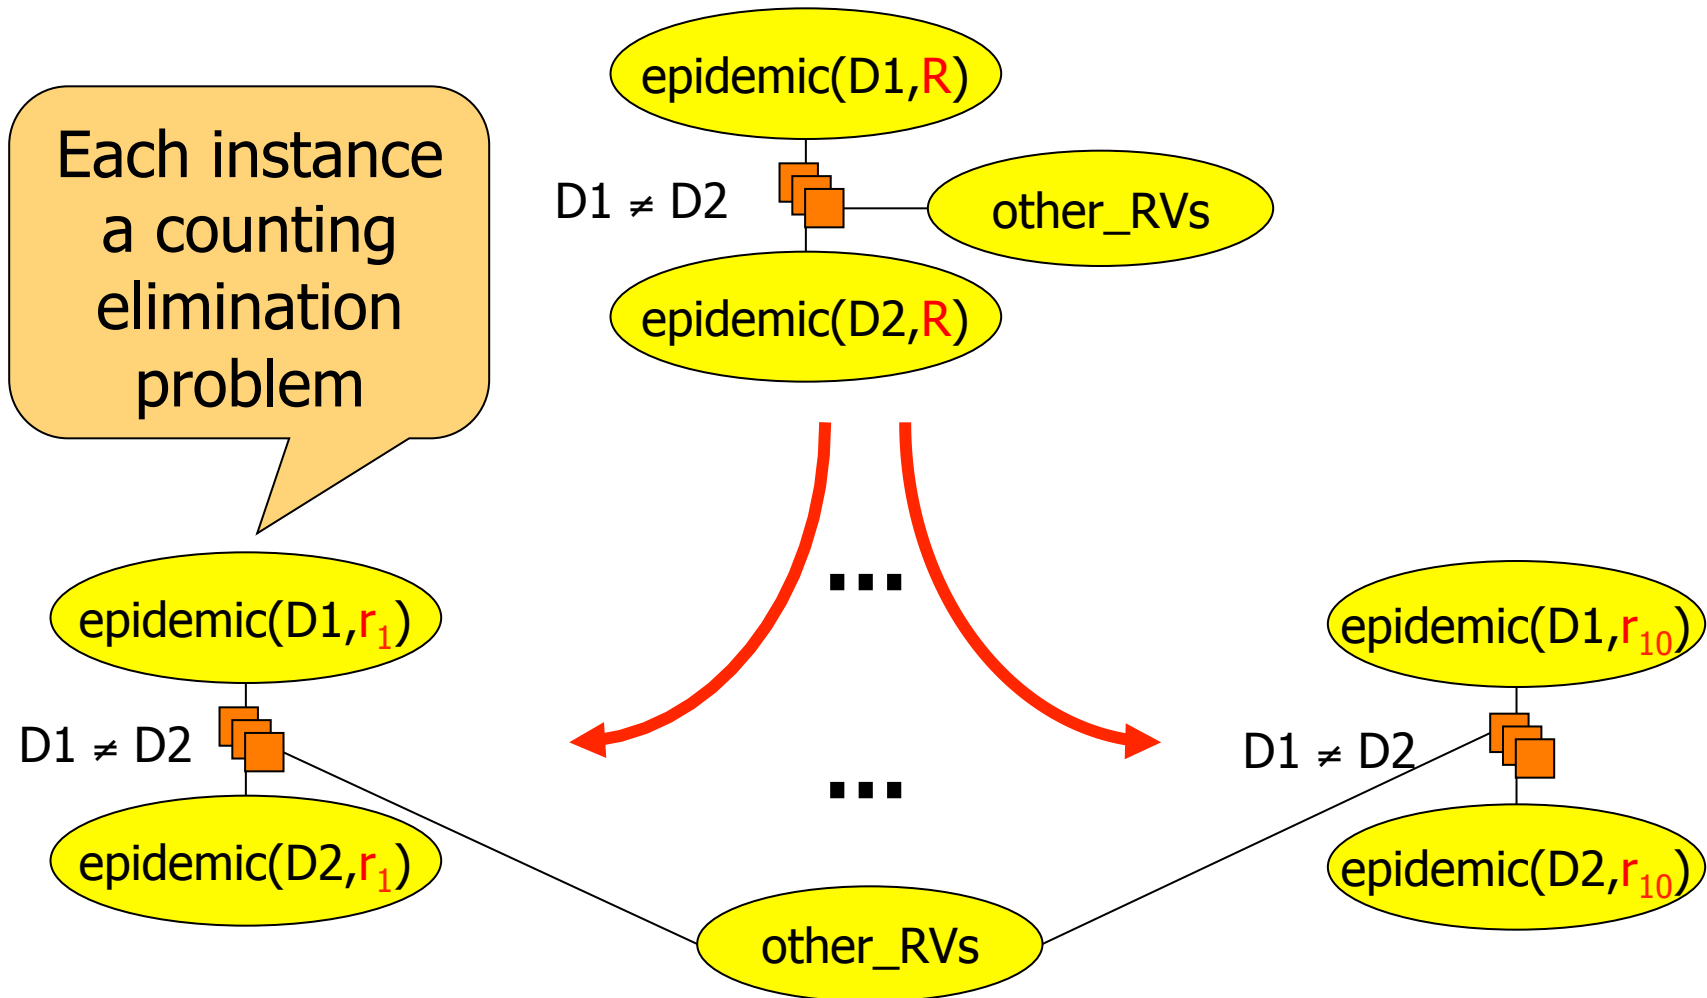 epidemic(D1,R)
Each instance
a counting
elimination
problem
D1 ≠ D2
other_RVs
epidemic(D2,R)
...
epidemic(D1,r₁)
epidemic(D1,r₁₀)
D1 ≠ D2
D1 ≠ D2
...
epidemic(D2,r₁)
epidemic(D2,r₁₀)
other_RVs